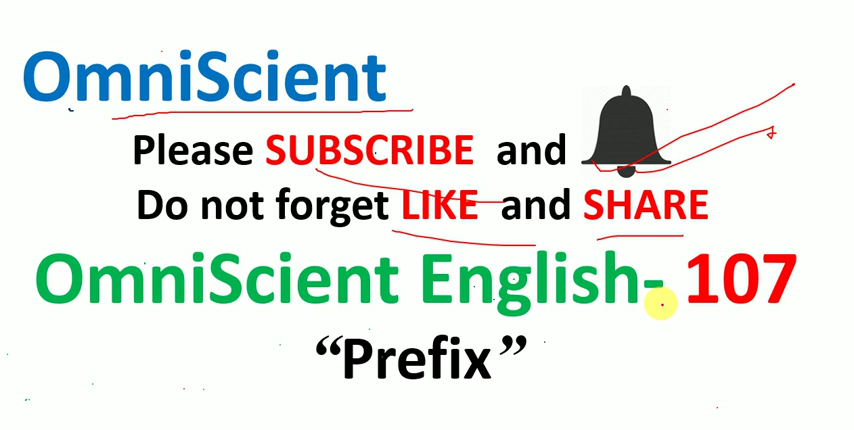 OmniScient
Please SUBSCRIBE and
Do not forget LIKE and SHARE
OmniScient English- 107
“Prefix”